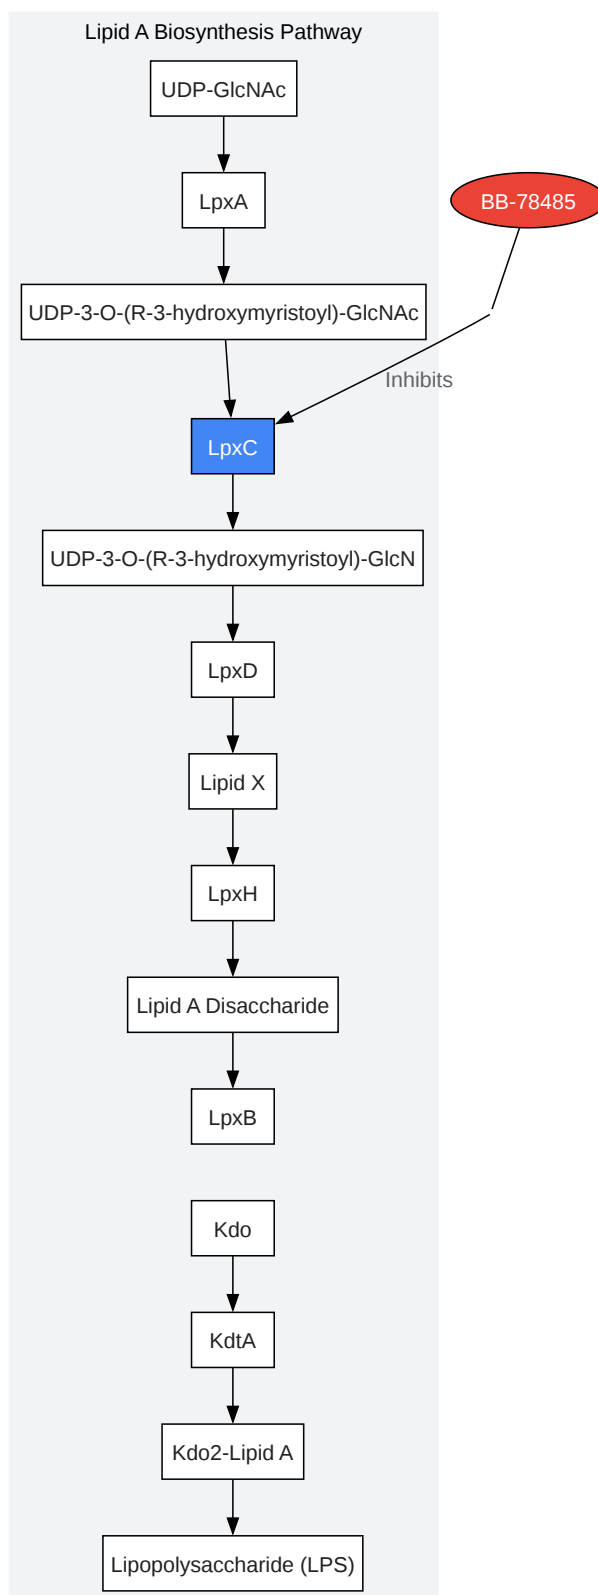 Lipid A Biosynthesis Pathway
UDP-GlcNAc
LpxA
BB-78485
UDP-3-O-(R-3-hydroxymyristoyl)-GlcNAc
Inhibits
LpxC
UDP-3-O-(R-3-hydroxymyristoyl)-GlcN
LpxD
Lipid X
LpxH
Lipid A Disaccharide
LpxB
Kdo
KdtA
Kdo2-Lipid A
Lipopolysaccharide (LPS)